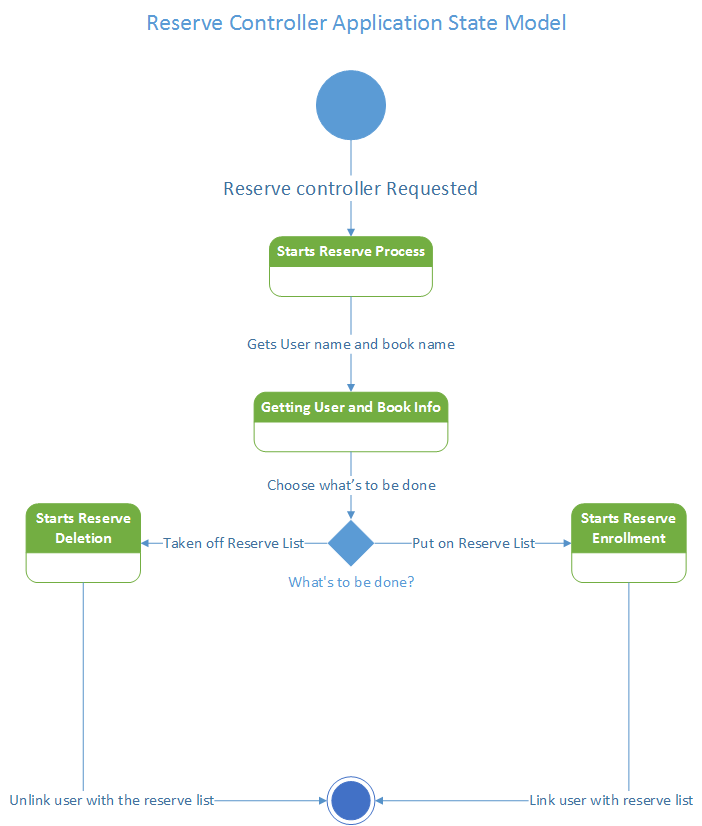 Reserve Controller Application State Model
Reserve controller Requested
Starts Reserve Process
Gets User name and book name
Getting User and Book Info
Choose what’s to be done
Starts Reserve
Deletion
Taken off Reserve List
Put on Reserve List
Starts Reserve
Enrollment
What's to be done?
Unlink user with the reserve list
Link user with reserve list